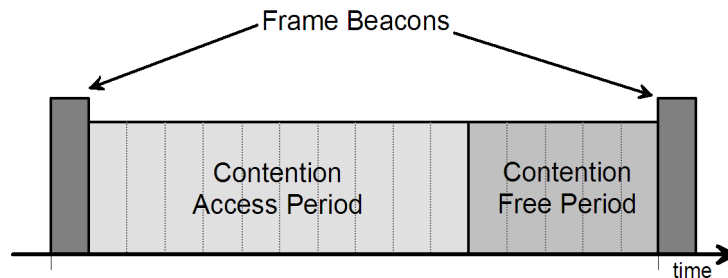 Frame Beacons
Contention
Access Period
Contention
Free Period
time